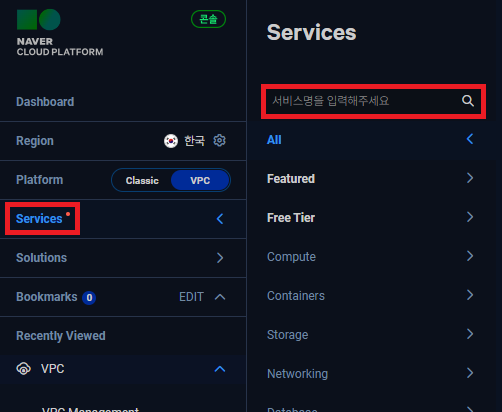 콘솔
NAVER
CLOUD PLATFORM
Dashboard
Region 한국
Platform Classic VPC
Services
Solutions
Bookmarks 0 EDIT
Recently Viewed
VPC
VPC Management
Services
서비스명을 입력해주세요
All
Featured
Free Tier
Compute
Containers
Storage
Networking
Database